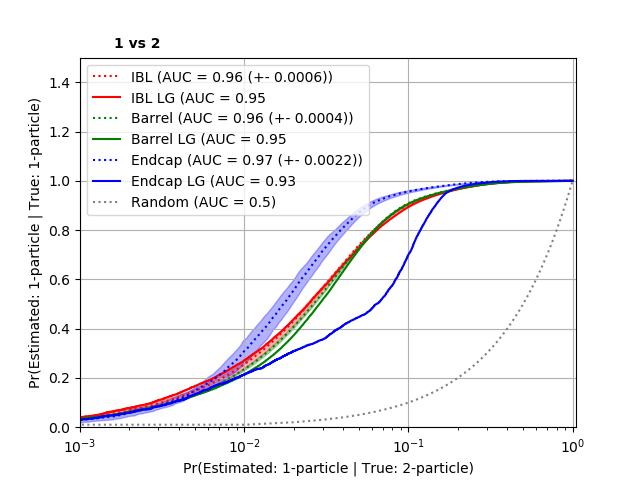 1 vs 2
IBL (AUC = 0.96 (+- 0.0006))
IBL LG (AUC = 0.95
Barrel (AUC = 0.96 (+- 0.0004))
Barrel LG (AUC = 0.95
Endcap (AUC = 0.97 (+- 0.0022))
Endcap LG (AUC = 0.93
Random (AUC = 0.5)
Pr(Estimated: 1-particle | True: 1-particle)
1.4
1.2
1.0
0.8
0.6
0.4
0.2
0.0
10⁻³ 10⁻² 10⁻¹ 10⁰
Pr(Estimated: 1-particle | True: 2-particle)